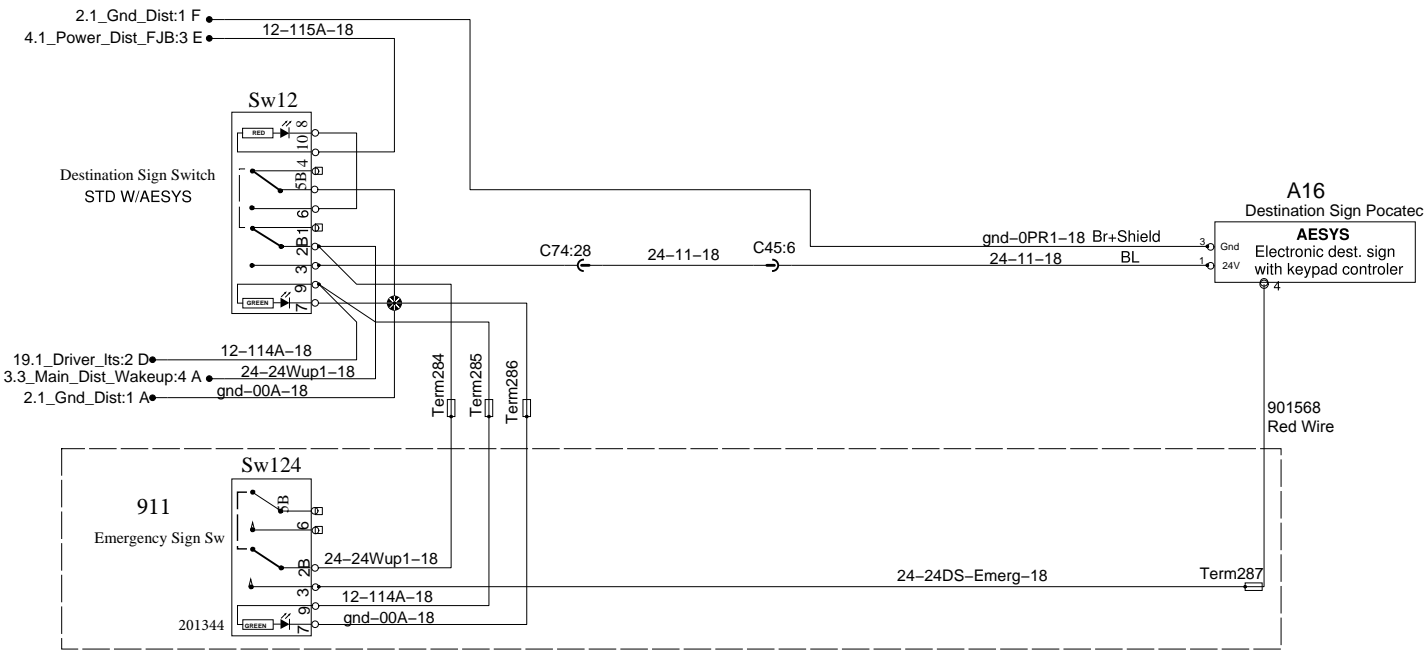 2.1_Gnd_Dist:1 F
4.1_Power_Dist_FJB:3 E
12-115A-18
Sw12
RED
8
10
4
5B
6
1
2B
3
9
7
GREEN
Destination Sign Switch
STD W/AESYS
C74:28
24-11-18
C45:6
gnd-0PR1-18 Br+Shield
24-11-18 BL
A16
Destination Sign Pocatec
AESYS
Electronic dest. sign
with keypad controler
3 Gnd
1 24V
4
19.1_Driver_lts:2 D
12-114A-18
3.3_Main_Dist_Wakeup:4 A
24-24Wup1-18
2.1_Gnd_Dist:1 A
gnd-00A-18
Term284
Term285
Term286
901568
Red Wire
Sw124
911
Emergency Sign Sw
5B
6
2B
3
9
7
GREEN
201344
24-24Wup1-18
24-24DS-Emerg-18
Term287
12-114A-18
gnd-00A-18